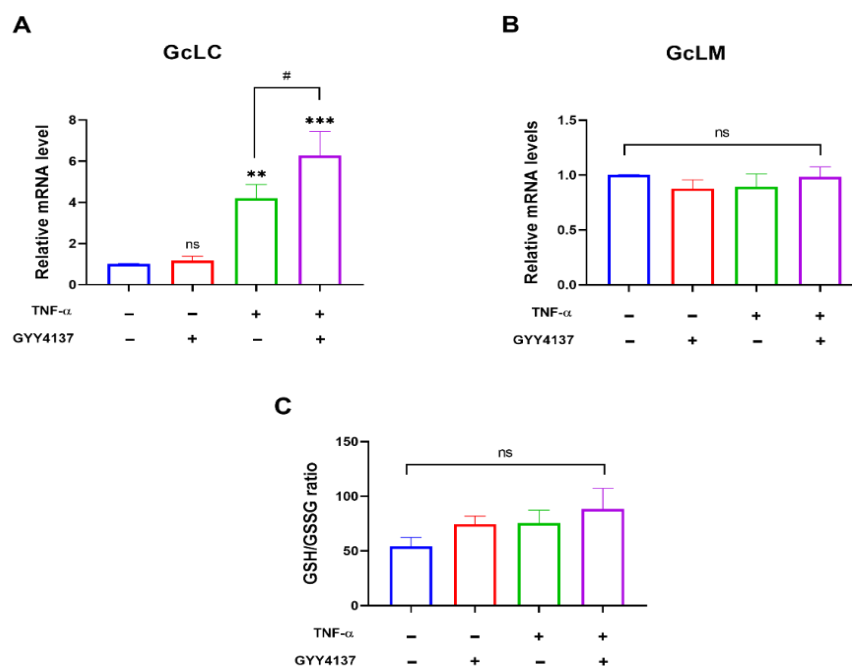 A
GcLC
#
***
**
ns
Relative mRNA level
8
6
4
2
0
TNF-α – – + +
GYY4137 – + – +
B
GcLM
ns
Relative mRNA levels
1.5
1.0
0.5
0.0
TNF-α – – + +
GYY4137 – + – +
C
ns
GSH/GSSG ratio
150
100
50
0
TNF-α – – + +
GYY4137 – + – +